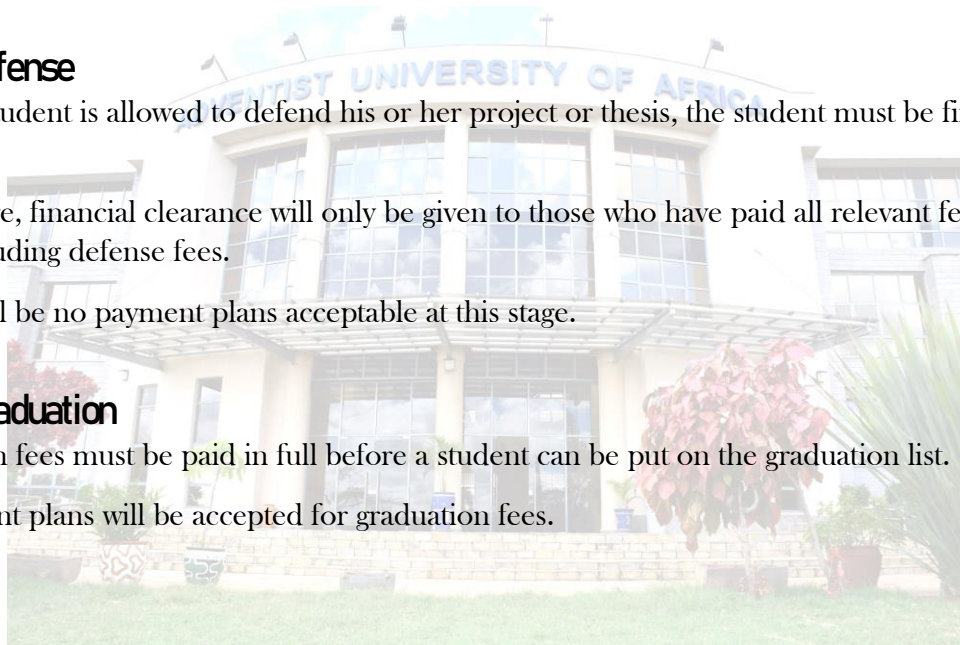 ADVENTIST UNIVERSITY OF AFRICA
fense
udent is allowed to defend his or her project or thesis, the student must be fi
e, financial clearance will only be given to those who have paid all relevant fe
uding defense fees.
l be no payment plans acceptable at this stage.
aduation
n fees must be paid in full before a student can be put on the graduation list.
nt plans will be accepted for graduation fees.